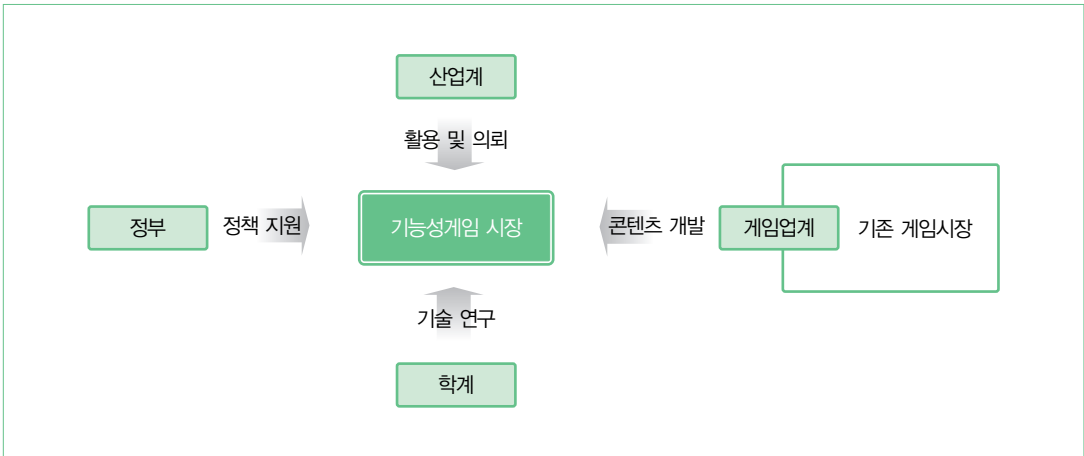 산업계
활용 및 의뢰
정부
정책 지원
기능성게임 시장
콘텐츠 개발
게임업계
기존 게임시장
기술 연구
학계